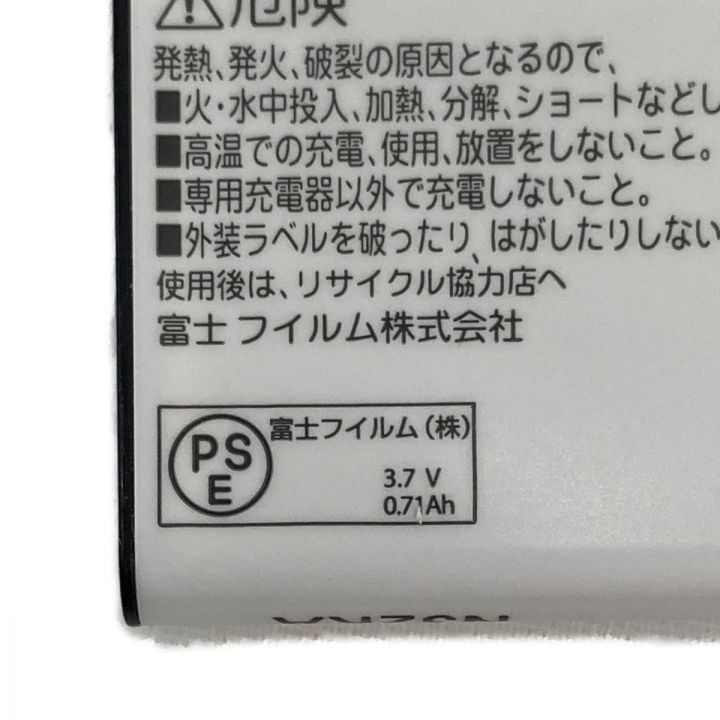 ⚠危険
発熱、発火、破裂の原因となるので、
■火・水中投入、加熱、分解、ショートなどし
■高温での充電、使用、放置をしないこと。
■専用充電器以外で充電しないこと。
■外装ラベルを破ったり、はがしたりしない
使用後は、リサイクル協力店へ
富士フイルム株式会社
PS
E
富士フイルム(株)
3.7 V
0.71Ah